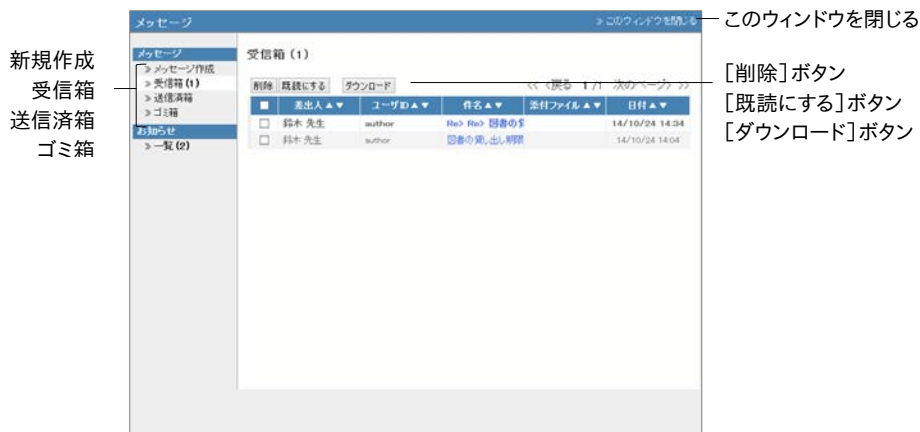 メッセージ
» このウィンドウを閉じる
このウィンドウを閉じる
新規作成
受信箱
送信済箱
ゴミ箱
メッセージ
» メッセージ作成
» 受信箱 (1)
» 送信済箱
» ゴミ箱
お知らせ
» 一覧 (2)
受信箱 (1)
削除 既読にする ダウンロード
<< <戻る 1 /1 次のページ> >>
[削除]ボタン
[既読にする]ボタン
[ダウンロード]ボタン
差出人▲▼ ユーザID▲▼ 件名▲▼ 添付ファイル▲▼ 日付▲▼
鈴木 先生 author Re> Re> 図書の 14/10/24 14:34
鈴木 先生 author 図書の貸し出し期限 14/10/24 14:04